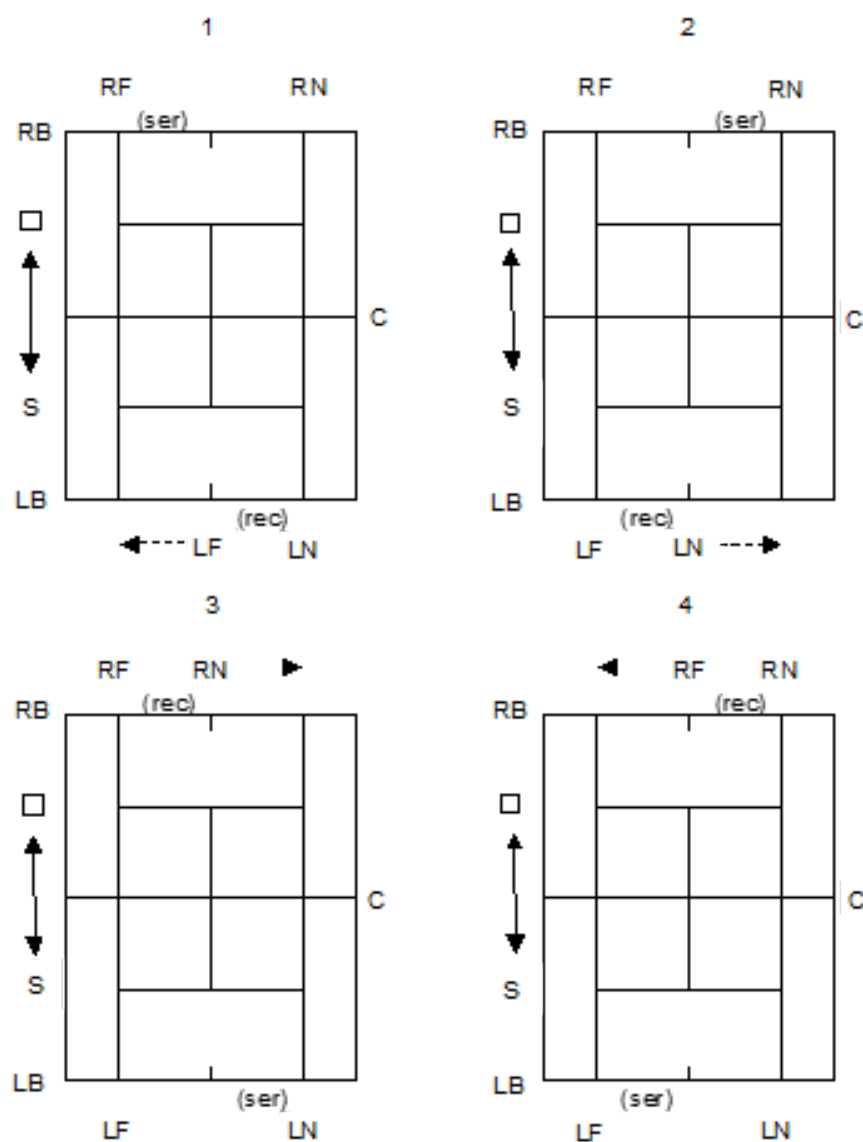 1
2
RF RN
RF RN
RB (ser)
RB (ser)
C
C
S
S
LB
LB
(rec)
(rec)
LF LN
LF LN
3
4
RF RN
RF RN
RB (rec)
RB (rec)
C
C
S
S
LB
LB
(ser)
(ser)
LF LN
LF LN